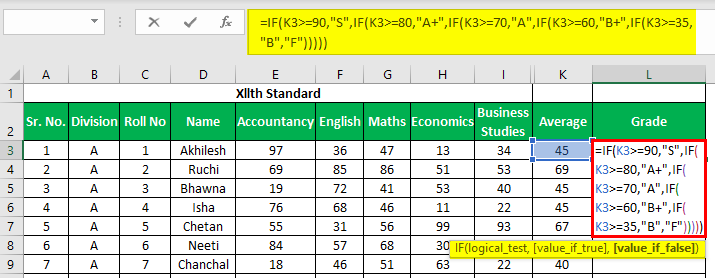 =IF(K3>=90,"S",IF(K3>=80,"A+",IF(K3>=70,"A",IF(K3>=60,"B+",IF(K3>=35,
"B","F")))))
A B C D E F G H I K L
1 XIIth Standard
2 Sr. No. Division Roll No Name Accountancy English Maths Economics Business Studies Average Grade
3 1 A 1 Akhilesh 97 36 47 13 34 45 =IF(K3>=90,"S",IF(
4 2 A 2 Ruchi 69 85 86 51 53 69 K3>=80,"A+",IF(
5 3 A 3 Bhawna 19 72 41 53 40 45 K3>=70,"A",IF(
6 4 A 4 Isha 76 68 46 11 22 45 K3>=60,"B+",IF(
7 5 A 5 Chetan 55 31 56 99 93 67 K3>=35,"B","F")))))
8 6 A 6 Neeti 84 57 68 30
IF(logical_test, [value_if_true], [value_if_false])
9 7 A 7 Chanchal 18 46 51 63 22 40